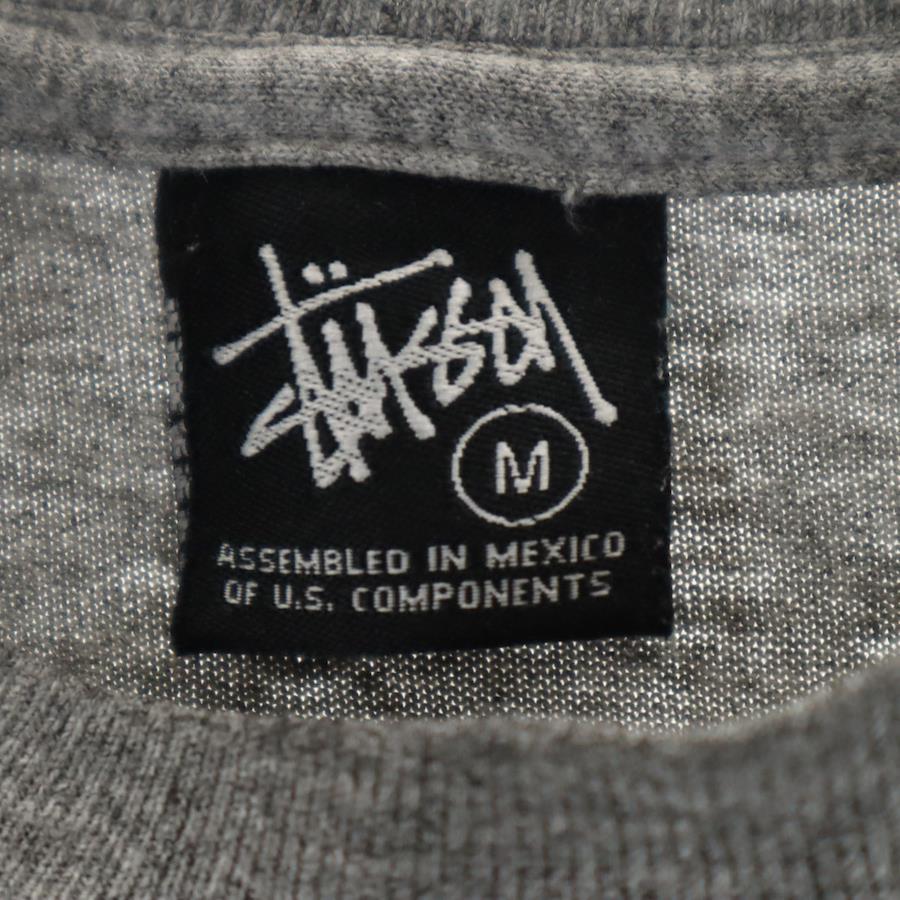 Stüssy
M
ASSEMBLED IN MEXICO
OF U.S. COMPONENTS